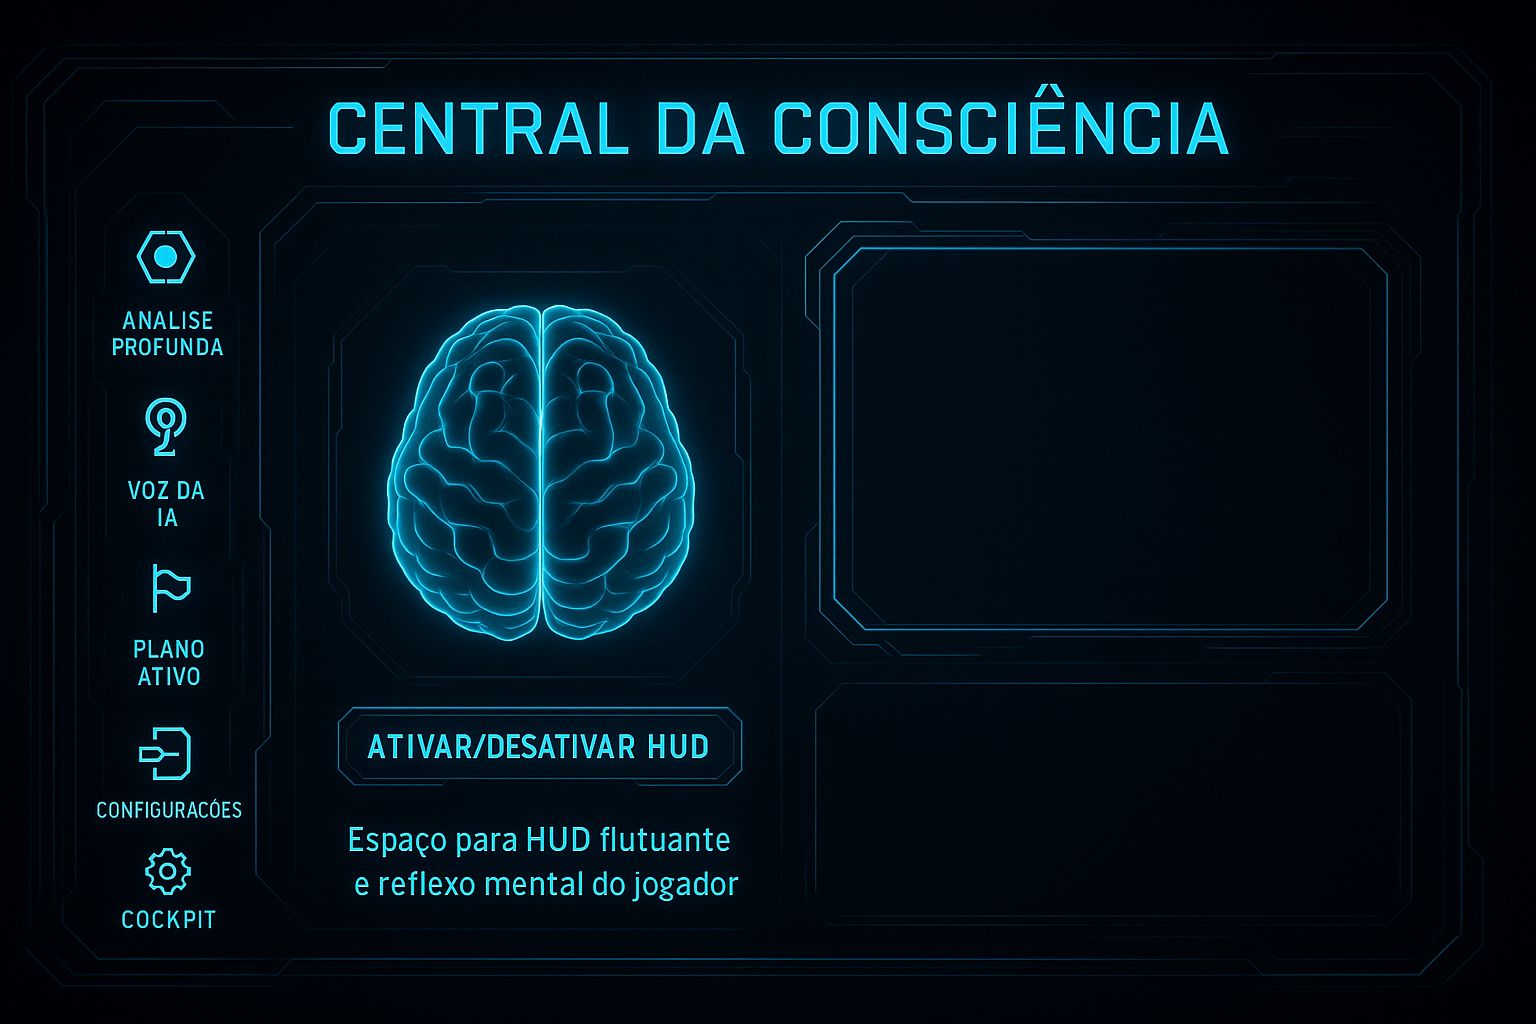 CENTRAL DA CONSCIÊNCIA
ANALISE
PROFUNDA
VOZ DA
IA
PLANO
ATIVO
CONFIGURACÓES
COCKPIT
ATIVAR/DESATIVAR HUD
Espaço para HUD flutuante
e reflexo mental do jogador